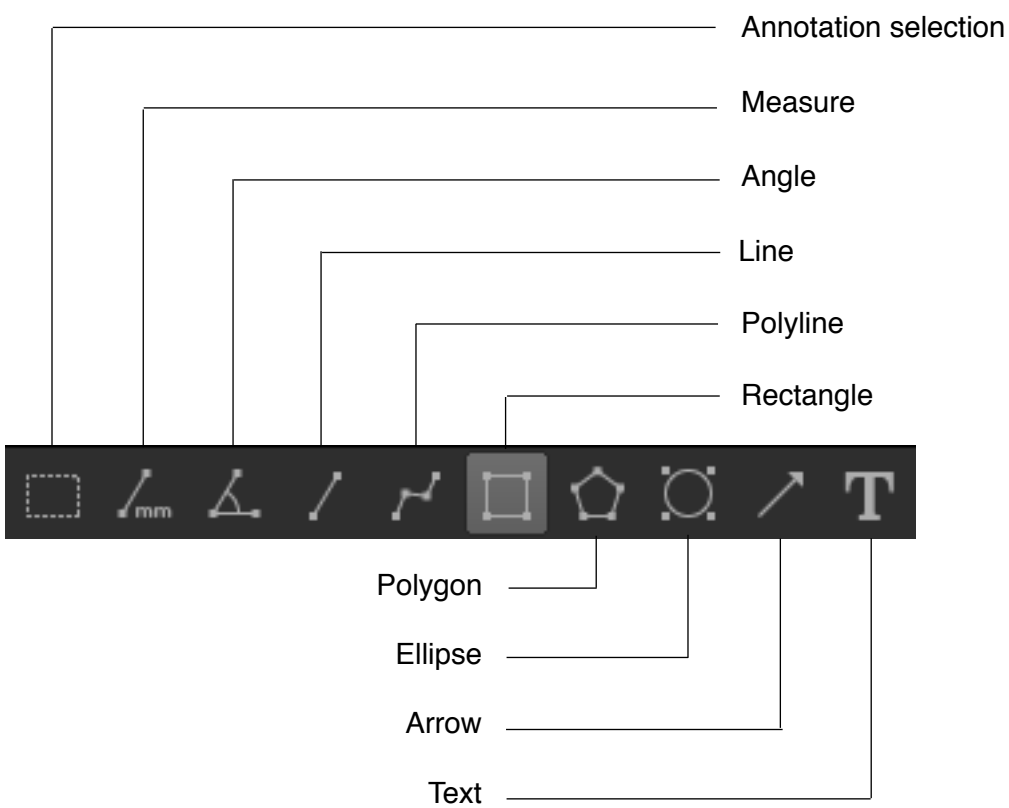 Annotation selection
Measure
Angle
Line
Polyline
Rectangle
mm
T
Polygon
Ellipse
Arrow
Text